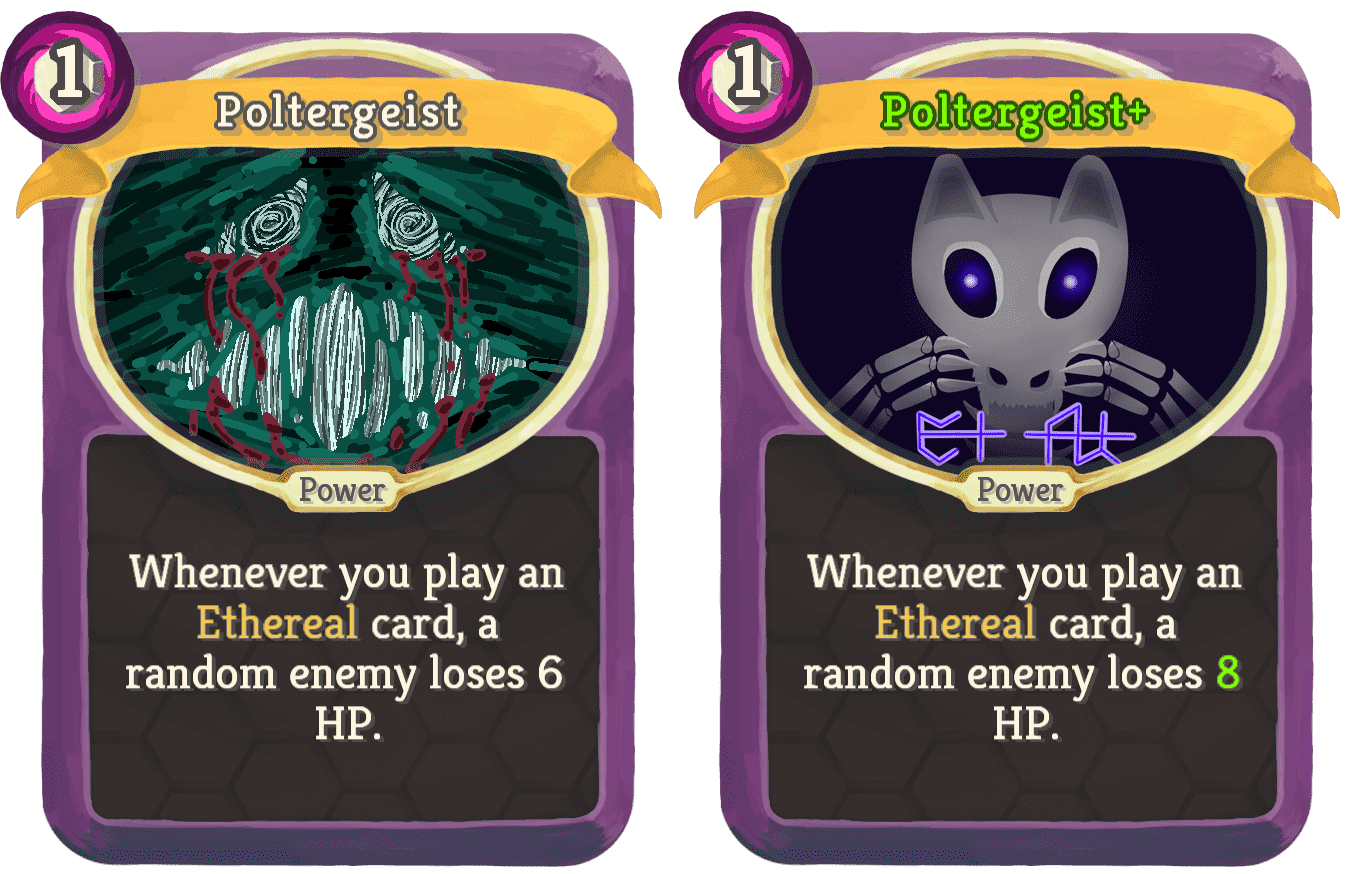 1
Poltergeist
Power
Whenever you play an
Ethereal card, a
random enemy loses 6
HP.
1
Poltergeist+
Power
Whenever you play an
Ethereal card, a
random enemy loses 8
HP.